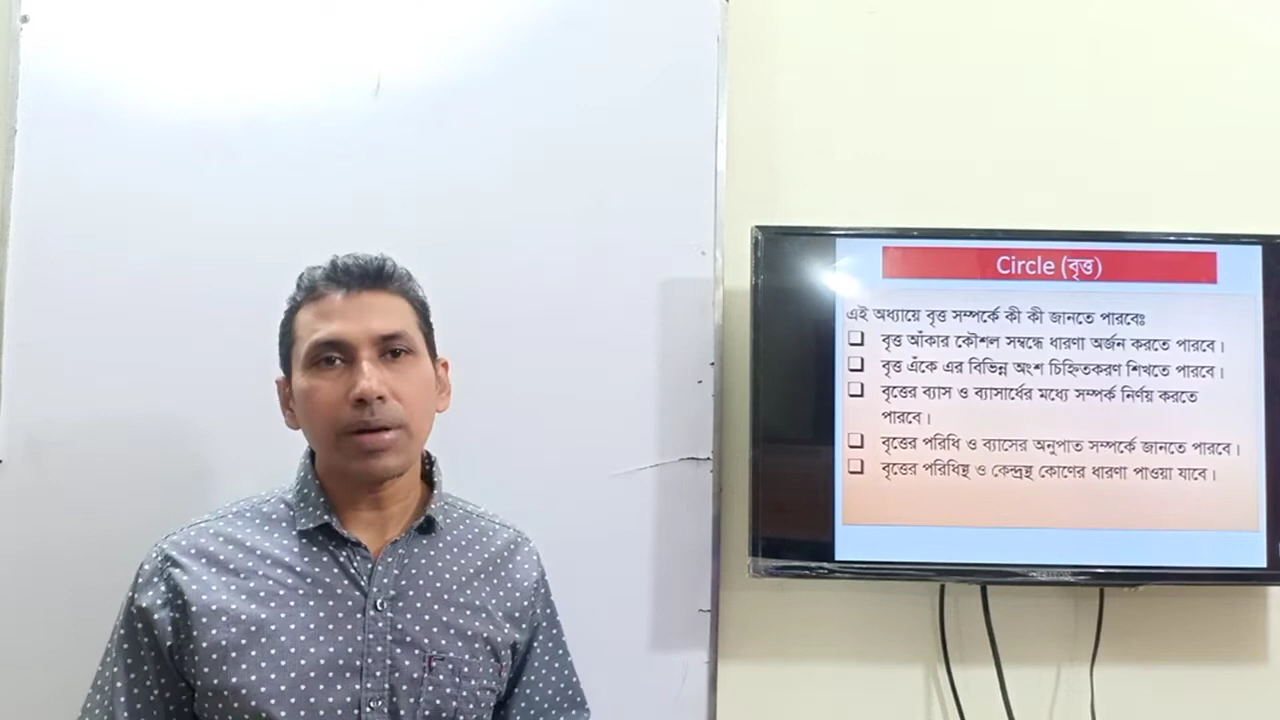 Circle (বৃত্ত)
এই অধ্যায়ে বৃত্ত সম্পর্কে কী কী জানতে পারবেঃ
বৃত্ত আঁকার কৌশল সম্বন্ধে ধারণা অর্জন করতে পারবে।
বৃত্ত এঁকে এর বিভিন্ন অংশ চিহ্নিতকরণ শিখতে পারবে।
বৃত্তের ব্যাস ও ব্যাসার্ধের মধ্যে সম্পর্ক নির্ণয় করতে
পারবে।
বৃত্তের পরিধি ও ব্যাসের অনুপাত সম্পর্কে জানতে পারবে।
বৃত্তের পরিধিস্থ ও কেন্দ্রস্থ কোণের ধারণা পাওয়া যাবে।